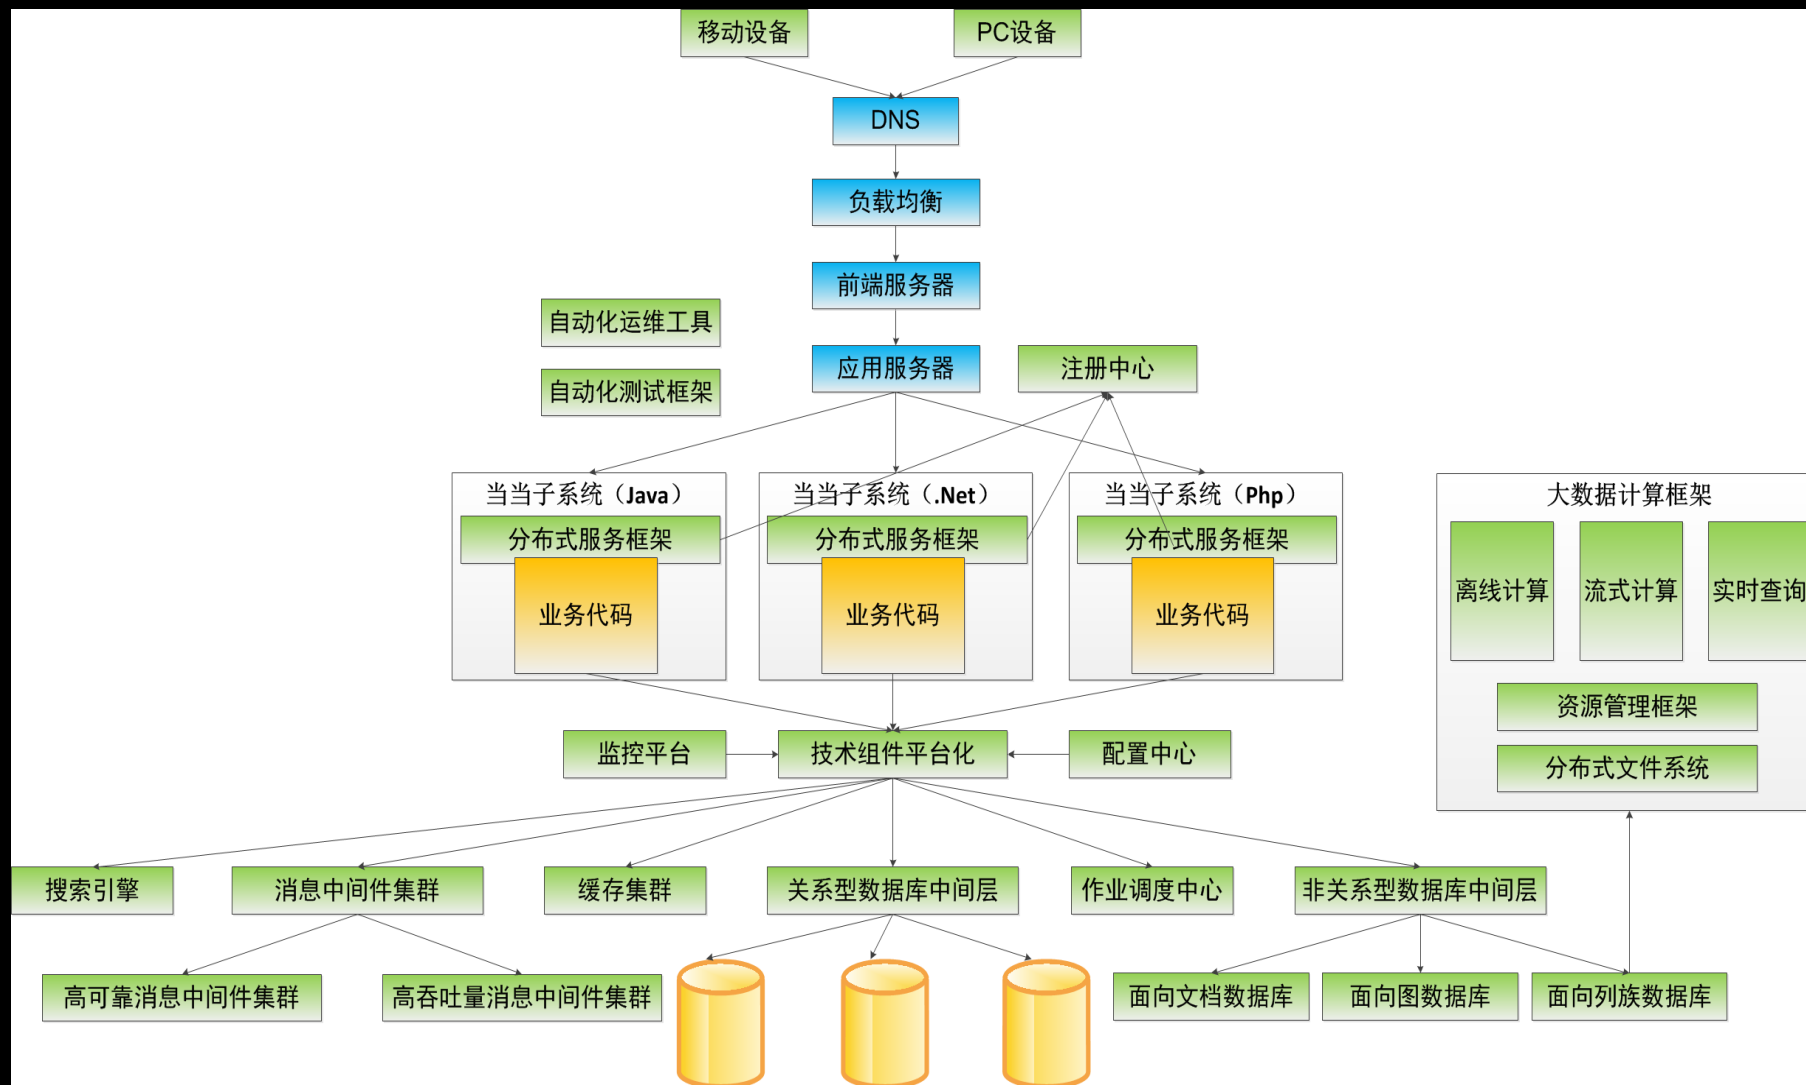 移动设备
PC设备
DNS
负载均衡
前端服务器
自动化运维工具
应用服务器
注册中心
自动化测试框架
当当子系统（Java）
当当子系统（.Net）
当当子系统（Php）
大数据计算框架
分布式服务框架
分布式服务框架
分布式服务框架
离线计算
流式计算
实时查询
业务代码
业务代码
业务代码
资源管理框架
监控平台
技术组件平台化
配置中心
分布式文件系统
搜索引擎
消息中间件集群
缓存集群
关系型数据库中间层
作业调度中心
非关系型数据库中间层
高可靠消息中间件集群
高吞吐量消息中间件集群
面向文档数据库
面向图数据库
面向列族数据库